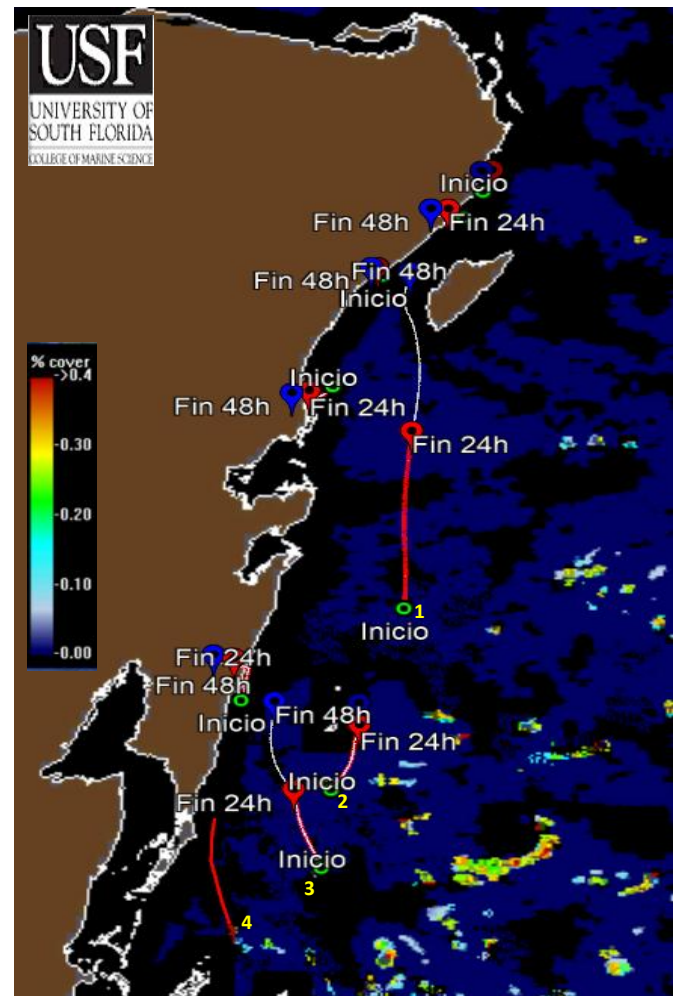 USF
UNIVERSITY OF
SOUTH FLORIDA
COLLEGE OF MARINE SCIENCE
Inicio
Fin 48h
Fin 24h
Fin 48h
Fin 48h
Inicio
% cover
->0.4
-0.30
-0.20
-0.10
-0.00
Inicio
Fin 48h
Fin 24h
Fin 24h
1
Inicio
Fin 24h
Fin 48h
Inicio
Fin 48h
Fin 24h
Inicio
2
Fin 24h
Inicio
3
4